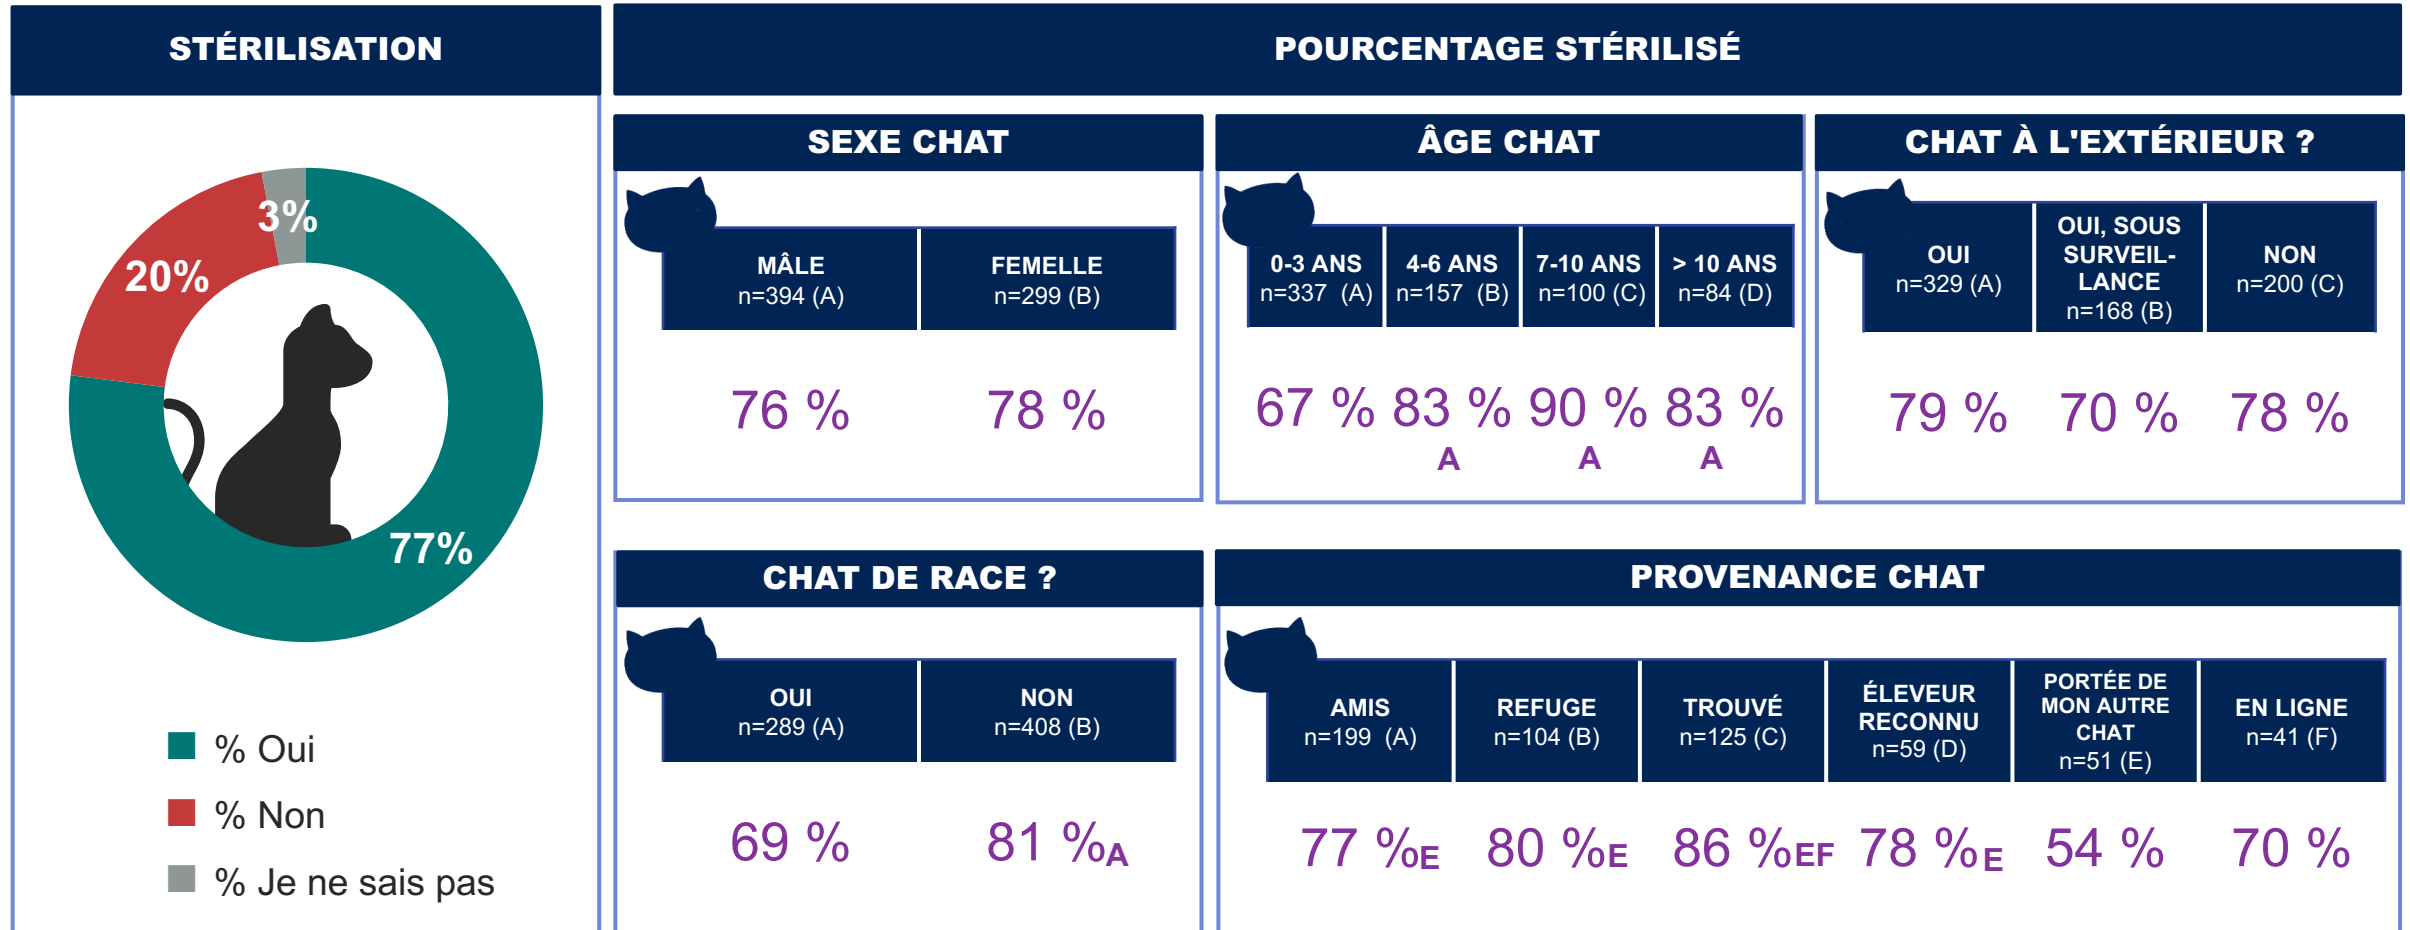 STÉRILISATION
3%
20%
77%
% Oui
% Non
% Je ne sais pas
POURCENTAGE STÉRILISÉ
SEXE CHAT
MÂLE
n=394 (A)
FEMELLE
n=299 (B)
76 %
78 %
ÂGE CHAT
0-3 ANS
n=337 (A)
4-6 ANS
n=157 (B)
7-10 ANS
n=100 (C)
> 10 ANS
n=84 (D)
67 %
83 %
A
90 %
A
83 %
A
CHAT À L'EXTÉRIEUR ?
OUI
n=329 (A)
OUI, SOUS
SURVEIL-
LANCE
n=168 (B)
NON
n=200 (C)
79 %
70 %
78 %
CHAT DE RACE ?
OUI
n=289 (A)
NON
n=408 (B)
69 %
81 %A
PROVENANCE CHAT
AMIS
n=199 (A)
REFUGE
n=104 (B)
TROUVÉ
n=125 (C)
ÉLEVEUR
RECONNU
n=59 (D)
PORTÉE DE
MON AUTRE
CHAT
n=51 (E)
EN LIGNE
n=41 (F)
77 %E
80 %E
86 %EF
78 %E
54 %
70 %